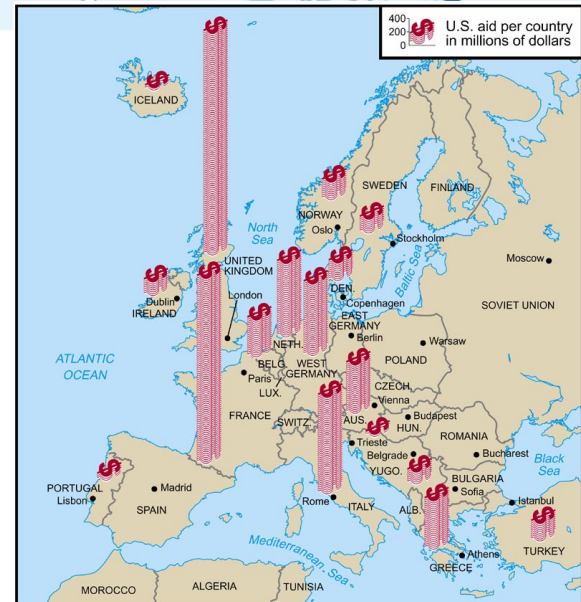 400
200
0
U.S. aid per country
in millions of dollars
ICELAND
NORWAY
Oslo
SWEDEN
FINLAND
Stockholm
North
Sea
Baltic Sea
Moscow
SOVIET UNION
UNITED
KINGDOM
London
Dublin
IRELAND
DEN.
Copenhagen
EAST
GERMANY
Berlin
NETH.
BELG.
WEST
GERMANY
LUX.
POLAND
Warsaw
ATLANTIC
OCEAN
Paris
FRANCE
SWITZ.
CZECH.
Vienna
AUS.
Budapest
HUN.
ROMANIA
Trieste
Belgrade
YUGO.
Bucharest
Black
Sea
BULGARIA
Sofia
Istanbul
PORTUGAL
Lisbon
Madrid
SPAIN
Rome
ITALY
ALB.
Athens
GREECE
TURKEY
Mediterranean Sea
MOROCCO
ALGERIA
TUNISIA